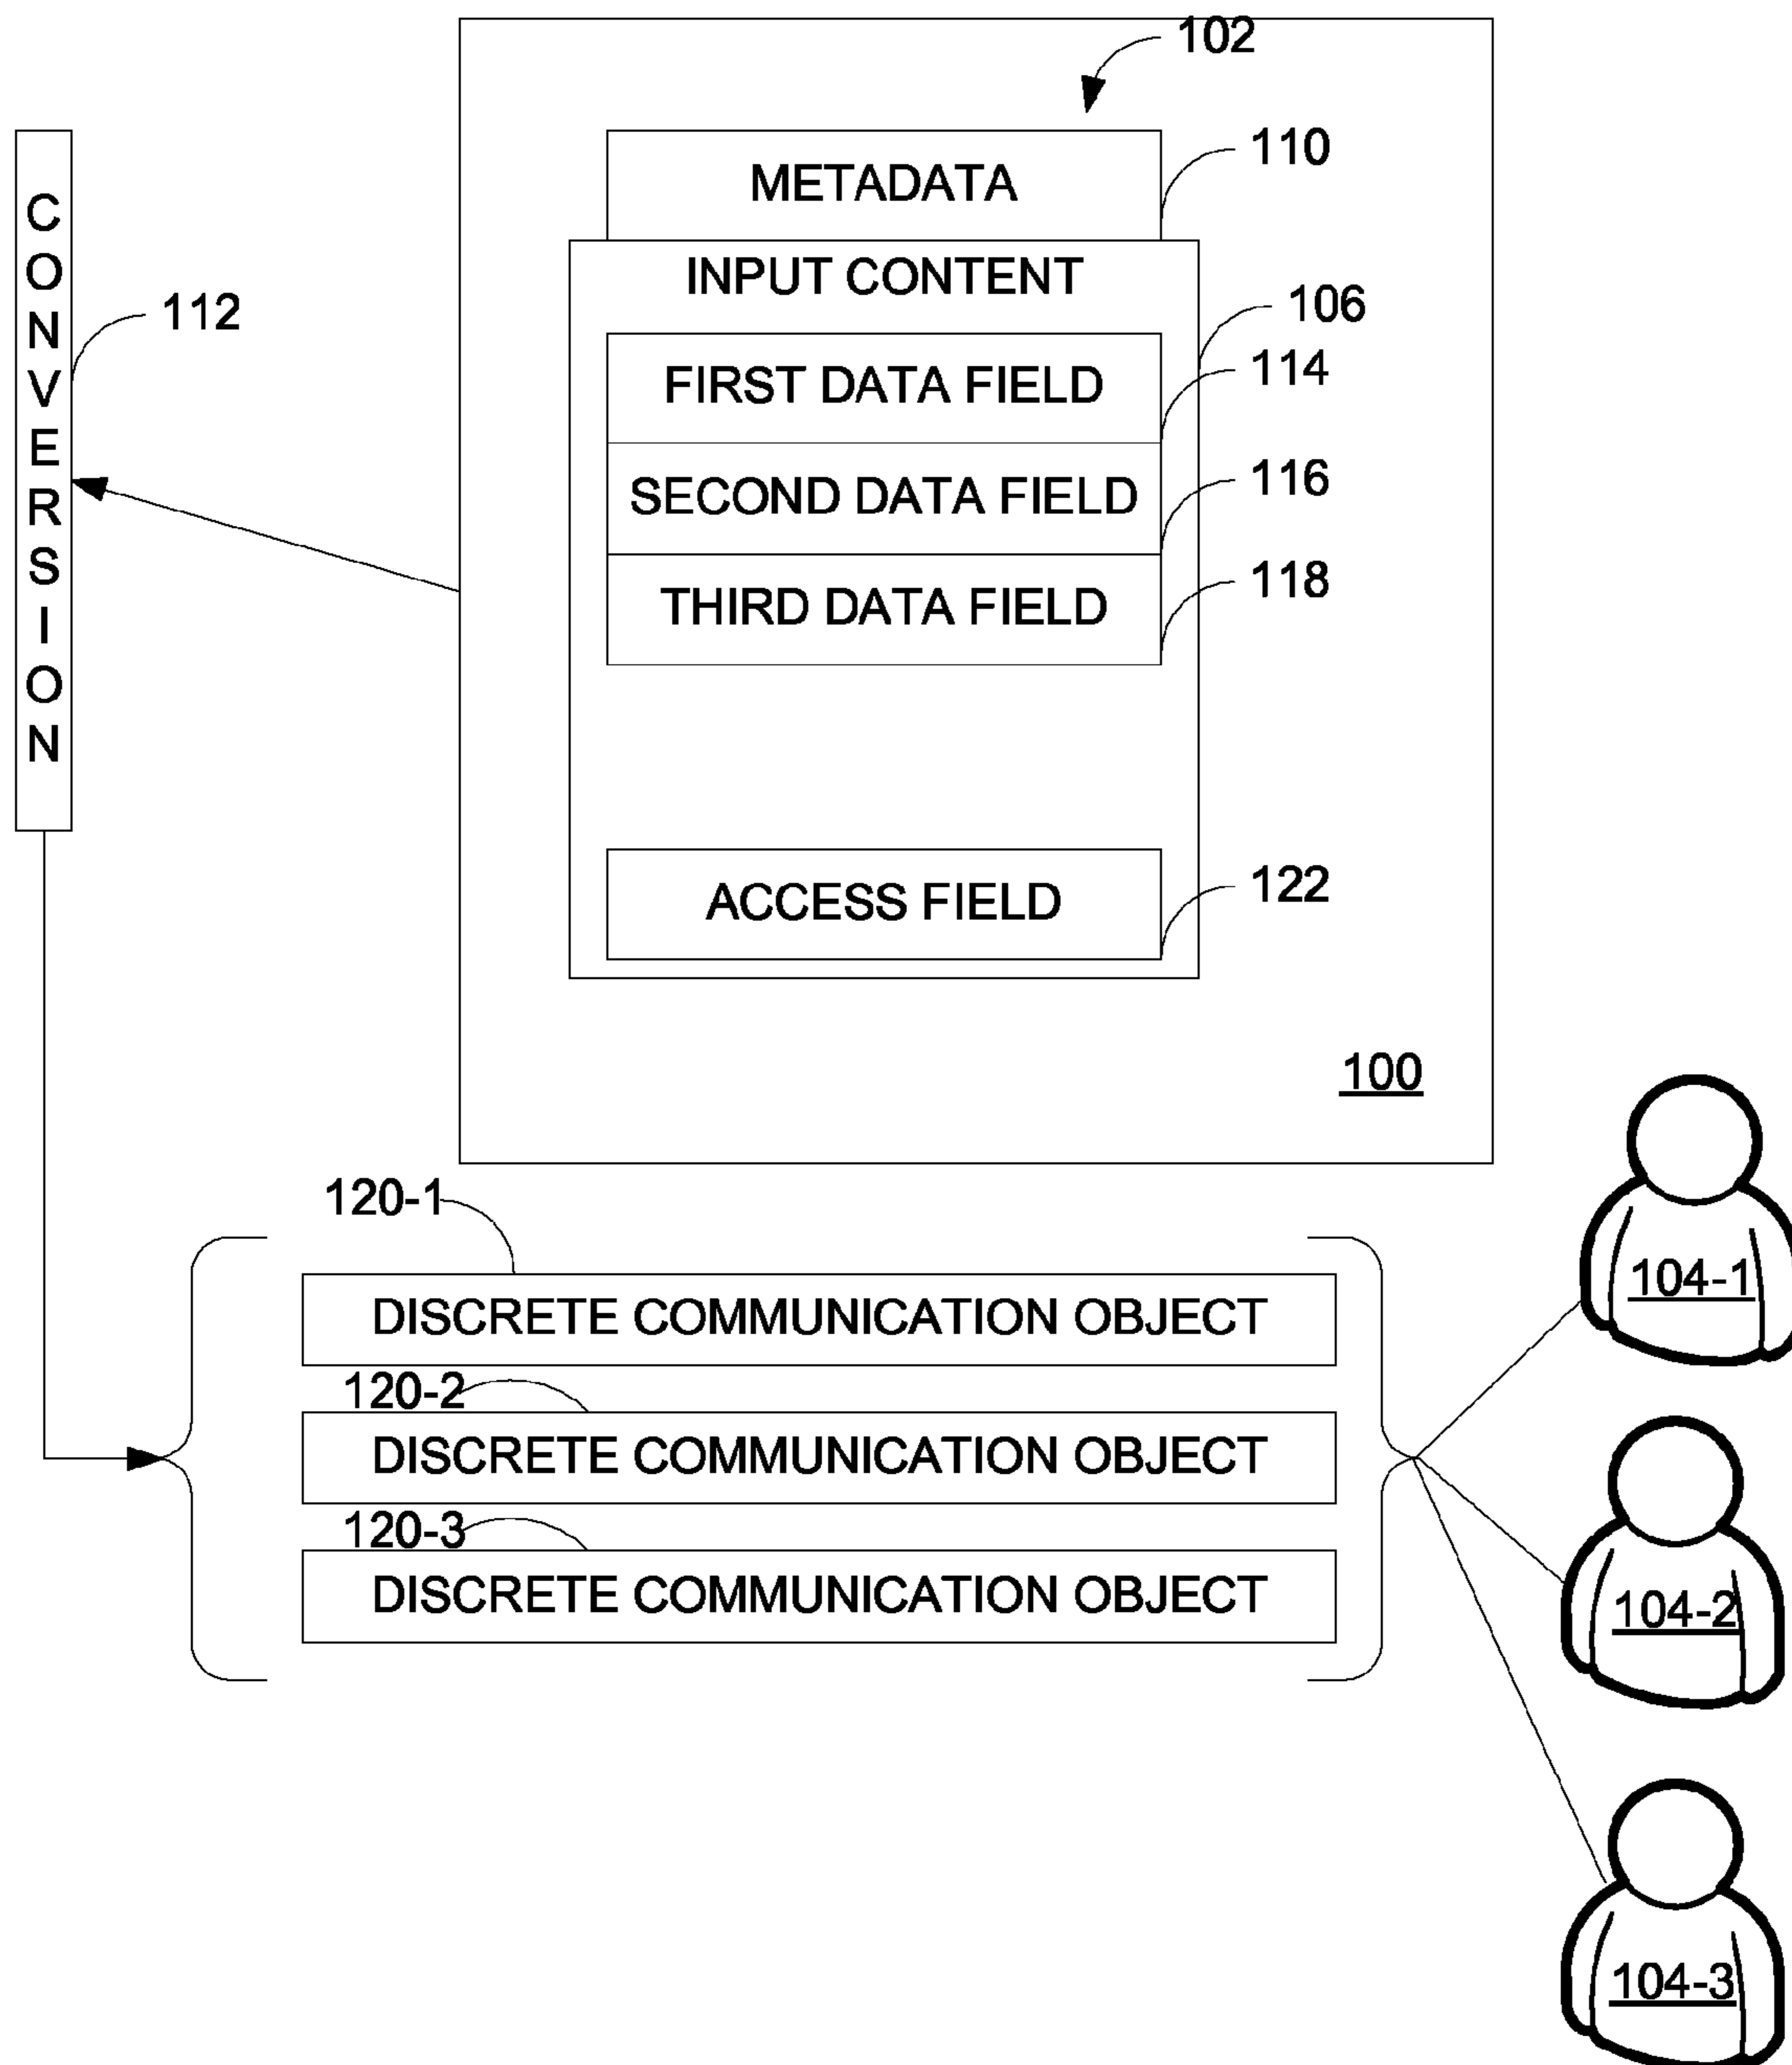 102
METADATA
110
INPUT CONTENT
106
FIRST DATA FIELD
114
SECOND DATA FIELD
116
THIRD DATA FIELD
118
ACCESS FIELD
122
100
CONVERSION
112
120-1
DISCRETE COMMUNICATION OBJECT
120-2
DISCRETE COMMUNICATION OBJECT
120-3
DISCRETE COMMUNICATION OBJECT
104-1
104-2
104-3